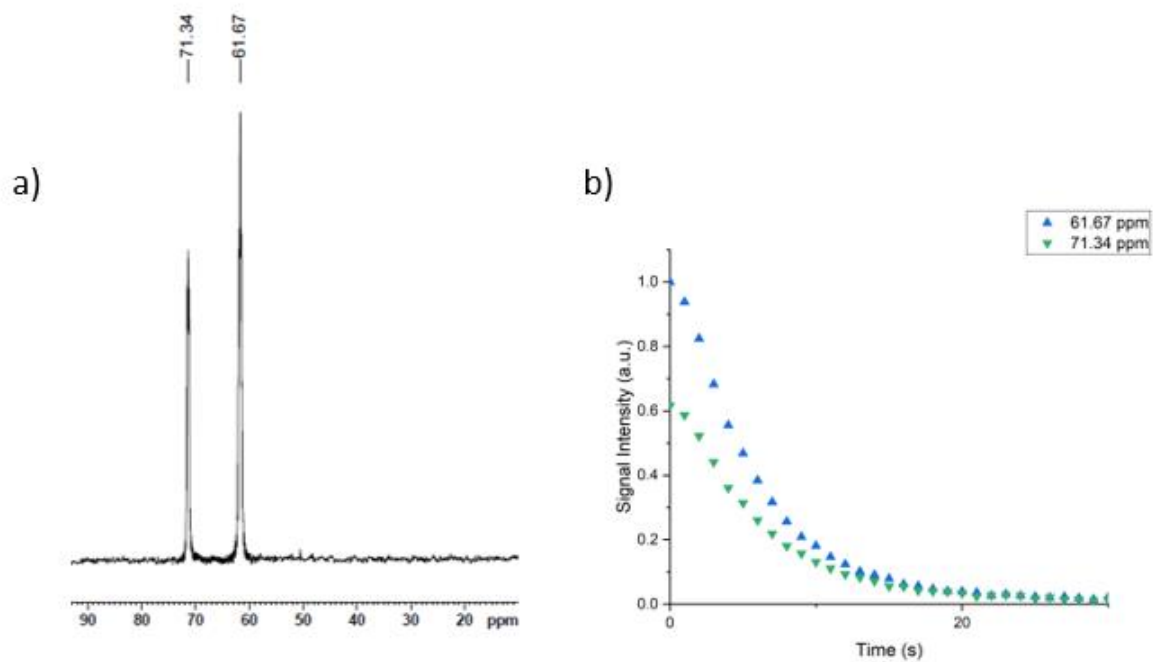 71.34
61.67
a)
90 80 70 60 50 40 30 20 ppm
b)
61.67 ppm
71.34 ppm
Signal Intensity (a.u.)
1.0
0.8
0.6
0.4
0.2
0.0
0 20
Time (s)